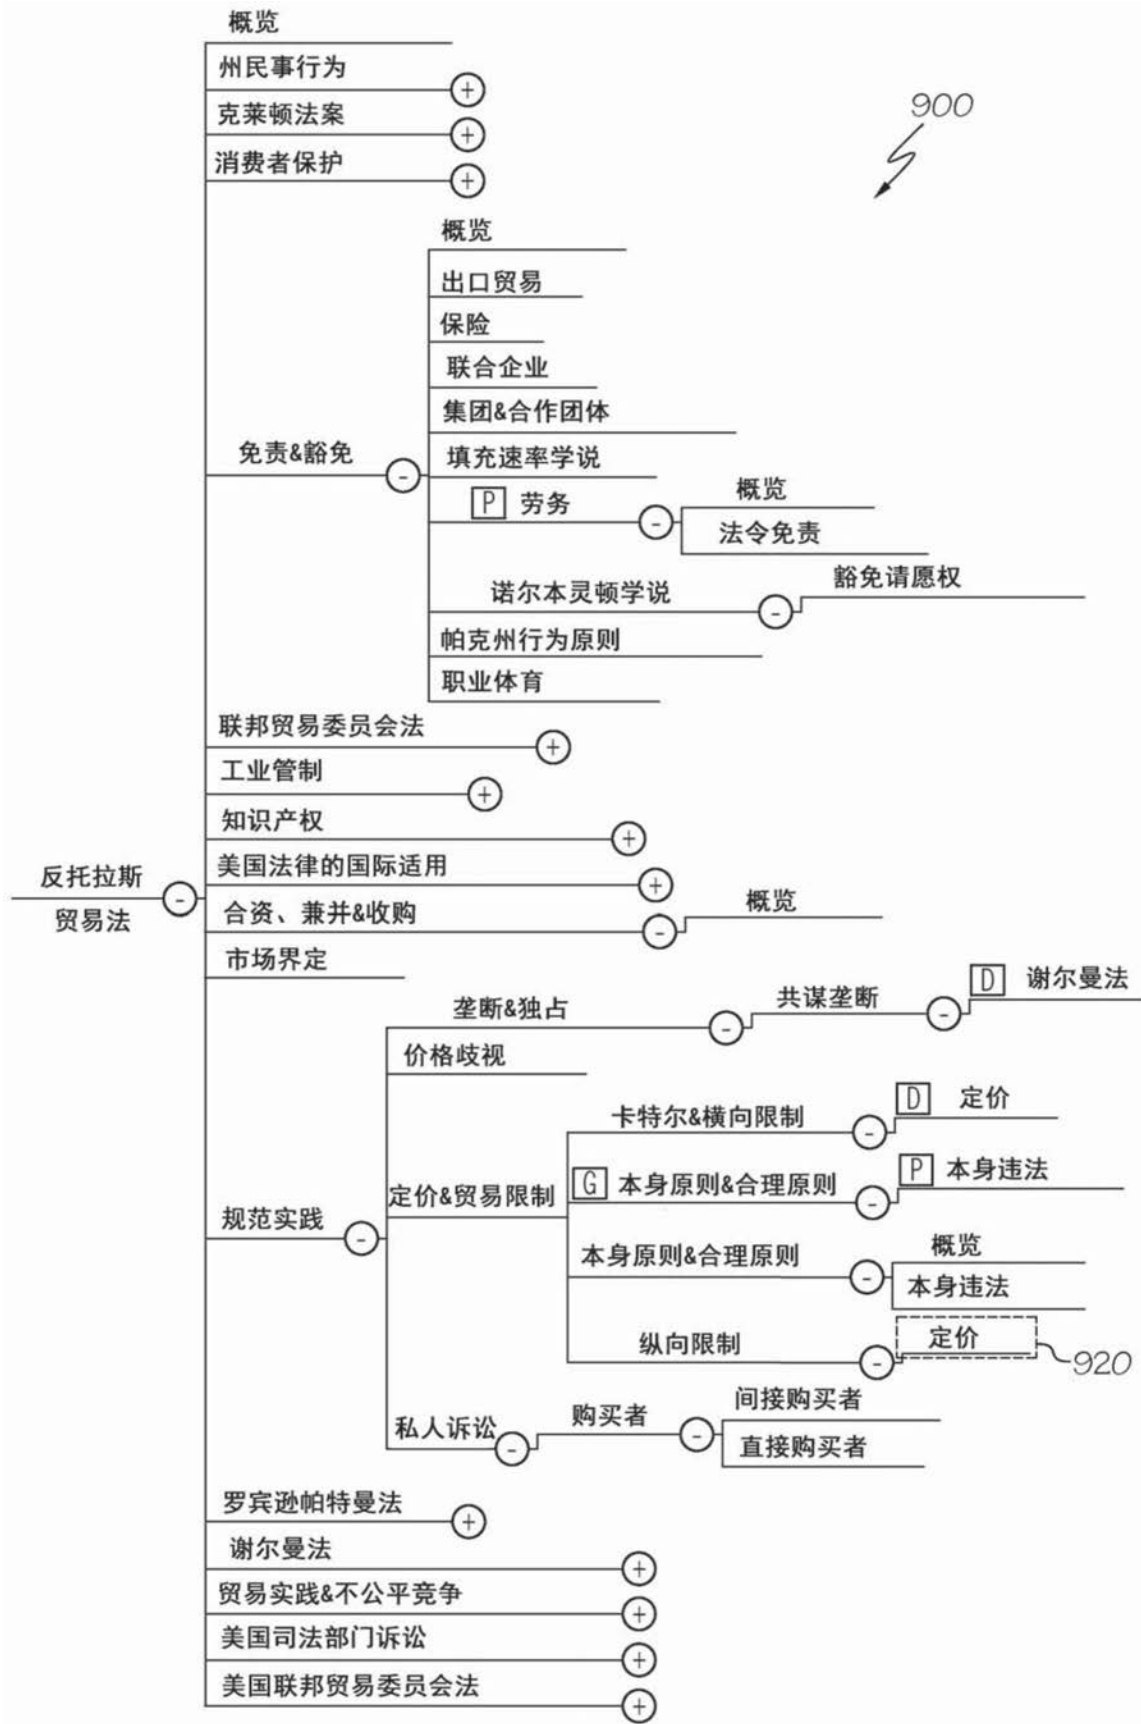 概览
州民事行为
+
900
克莱顿法案
+
消费者保护
+
概览
出口贸易
保险
联合企业
集团&合作团体
填充速率学说
免责&豁免
-
P 劳务
-
概览
法令免责
诺尔本灵顿学说
-
豁免请愿权
帕克州行为原则
职业体育
联邦贸易委员会法
+
工业管制
+
知识产权
+
美国法律的国际适用
+
反托拉斯
贸易法
-
合资、兼并&收购
-
概览
市场界定
垄断&独占
-
共谋垄断
-
D 谢尔曼法
价格歧视
卡特尔&横向限制
-
D 定价
规范实践
-
定价&贸易限制
G 本身原则&合理原则
-
P 本身违法
本身原则&合理原则
-
概览
本身违法
纵向限制
-
定价
920
私人诉讼
-
购买者
-
间接购买者
直接购买者
罗宾逊帕特曼法
+
谢尔曼法
+
贸易实践&不公平竞争
+
美国司法部门诉讼
+
美国联邦贸易委员会法
+